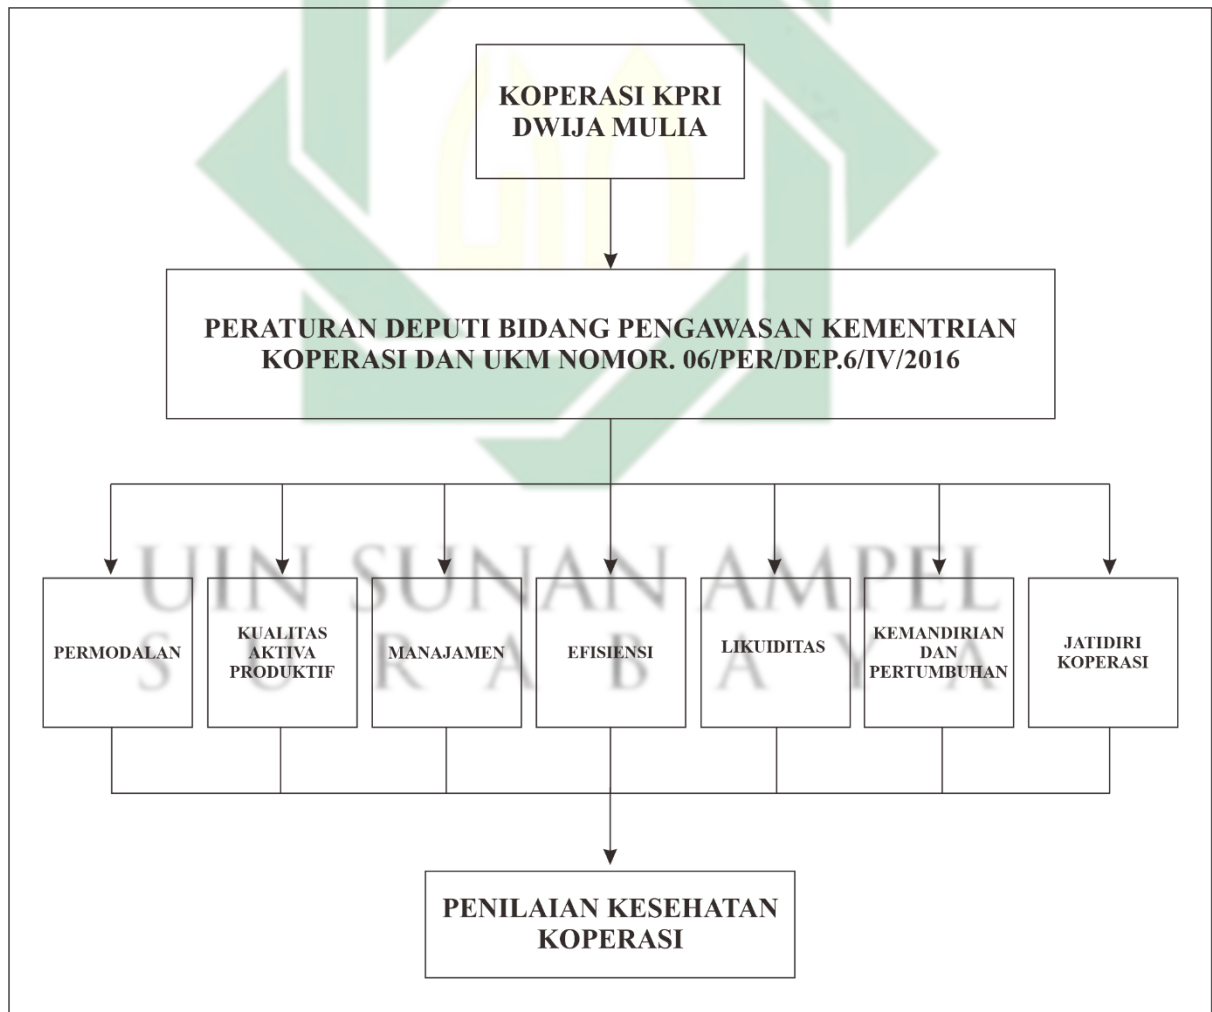 KOPERASI KPRI
DWIJA MULIA
PERATURAN DEPUTI BIDANG PENGAWASAN KEMENTRIAN
KOPERASI DAN UKM NOMOR. 06/PER/DEP.6/IV/2016
UIN SUNAN AMPEL
SURABAYA
PERMODALAN
KUALITAS
AKTIVA
PRODUKTIF
MANAJAMEN
EFISIENSI
LIKUIDITAS
KEMANDIRIAN
DAN
PERTUMBUHAN
JATIDIRI
KOPERASI
PENILAIAN KESEHATAN
KOPERASI